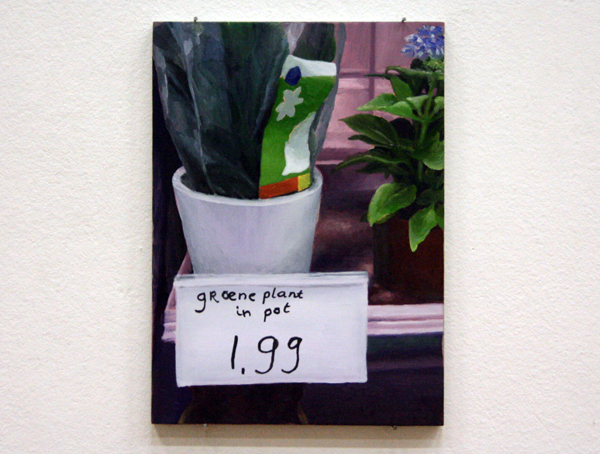 groene plant
in pot
1.99